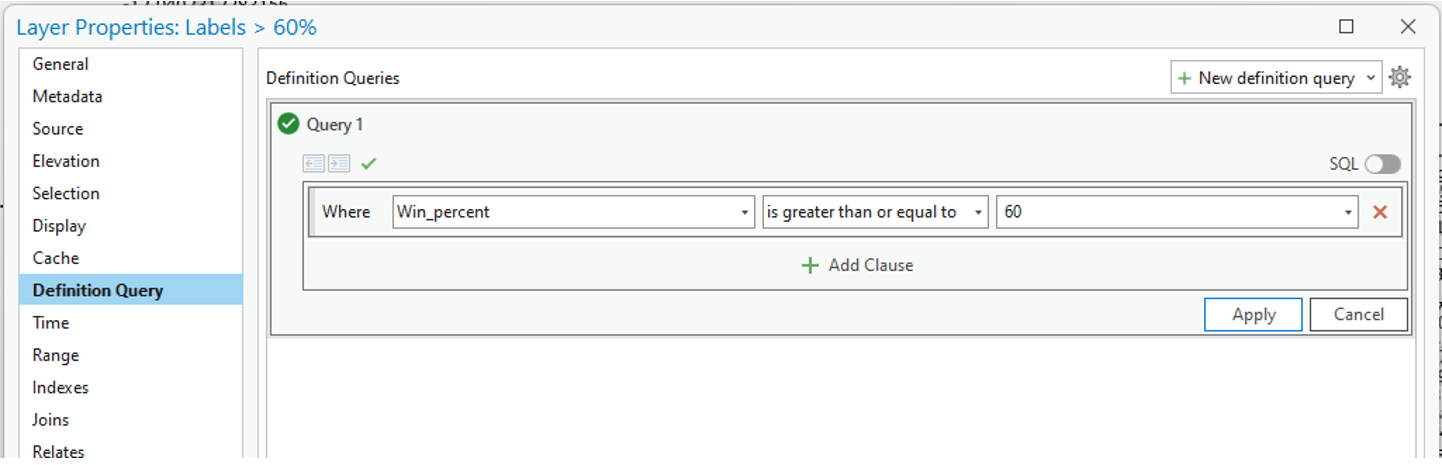 Layer Properties: Labels > 60%
General
Metadata
Source
Elevation
Selection
Display
Cache
Definition Query
Time
Range
Indexes
Joins
Relates
Definition Queries
New definition query
Query 1
SQL
Where Win_percent is greater than or equal to 60
Add Clause
Apply Cancel